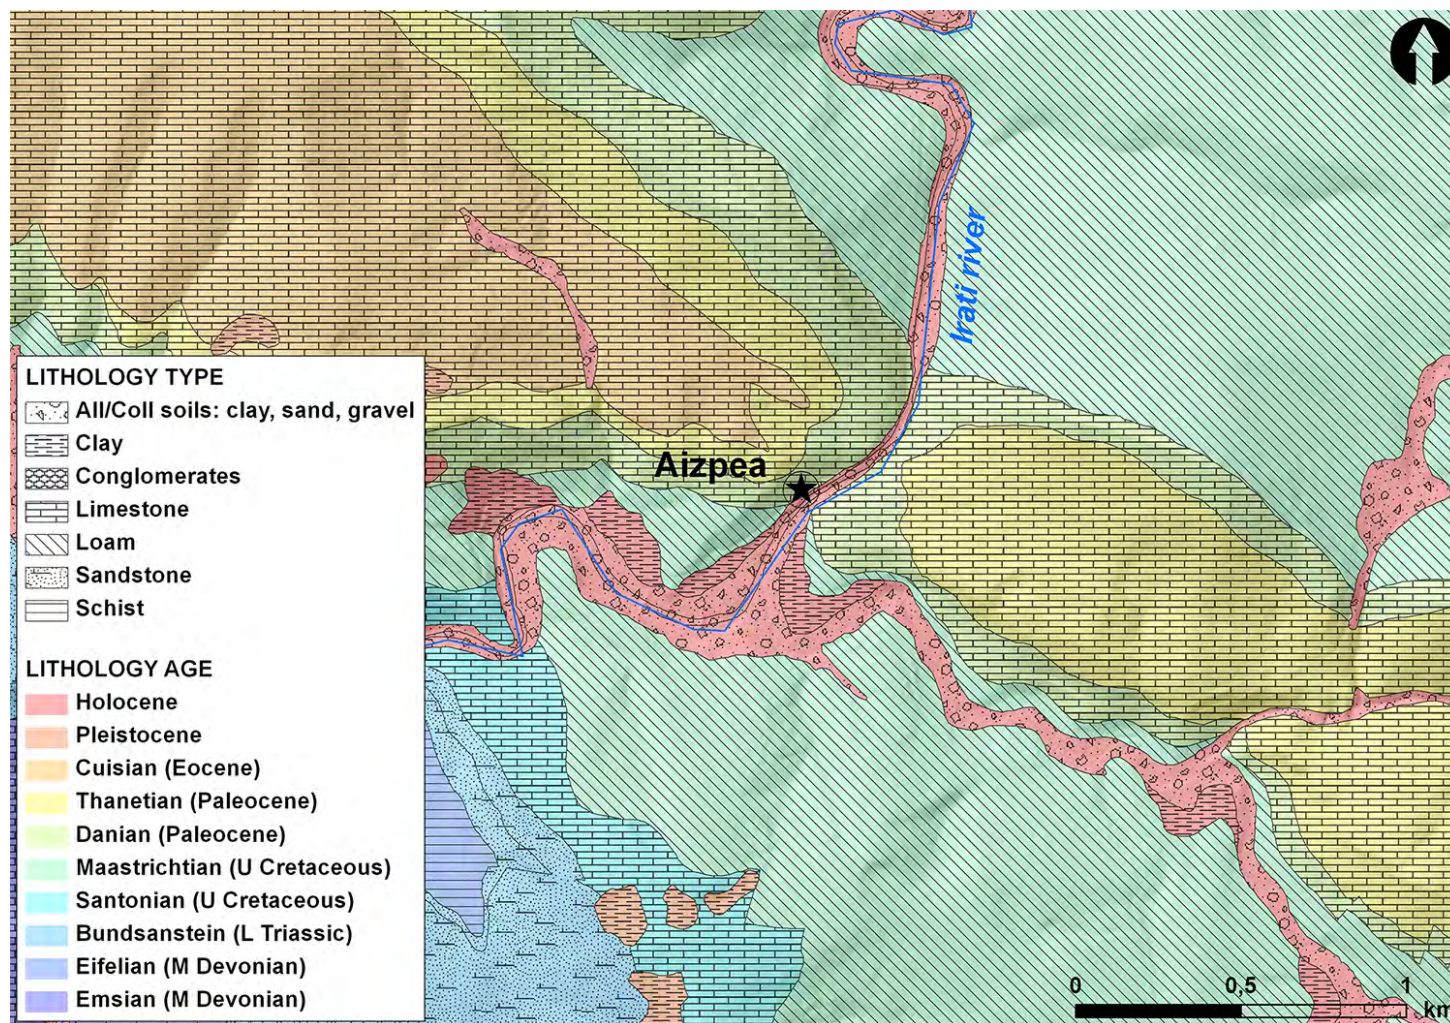 Irati river
Aizpea
LITHOLOGY TYPE
All/Coll soils: clay, sand, gravel
Clay
Conglomerates
Limestone
Loam
Sandstone
Schist
LITHOLOGY AGE
Holocene
Pleistocene
Cuisian (Eocene)
Thanetian (Paleocene)
Danian (Paleocene)
Maastrichtian (U Cretaceous)
Santonian (U Cretaceous)
Bundsanstein (L Triassic)
Eifelian (M Devonian)
Emsian (M Devonian)
0 0,5 1
km